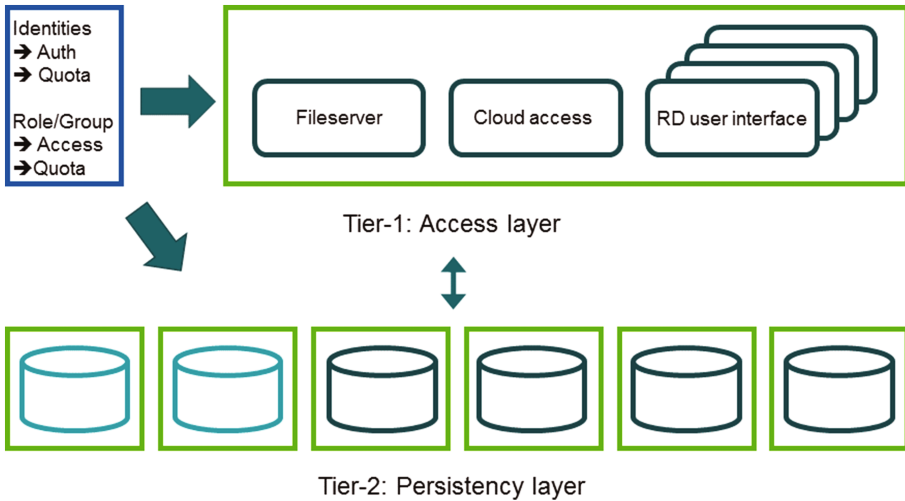 Identities
➔ Auth
➔ Quota
Role/Group
➔ Access
➔Quota
Fileserver
Cloud access
RD user interface
Tier-1: Access layer
Tier-2: Persistency layer